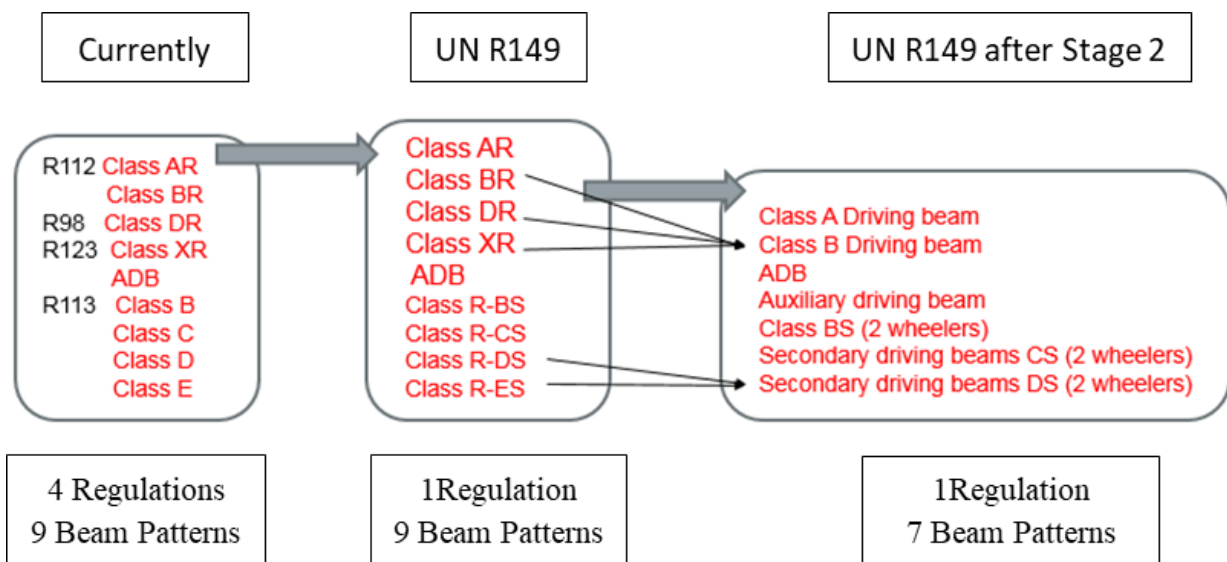 Currently
UN R149
UN R149 after Stage 2
R112 Class AR
Class BR
R98 Class DR
R123 Class XR
ADB
R113 Class B
Class C
Class D
Class E
Class AR
Class BR
Class DR
Class XR
ADB
Class R-BS
Class R-CS
Class R-DS
Class R-ES
Class A Driving beam
Class B Driving beam
ADB
Auxiliary driving beam
Class BS (2 wheelers)
Secondary driving beams CS (2 wheelers)
Secondary driving beams DS (2 wheelers)
4 Regulations
9 Beam Patterns
1Regulation
9 Beam Patterns
1Regulation
7 Beam Patterns